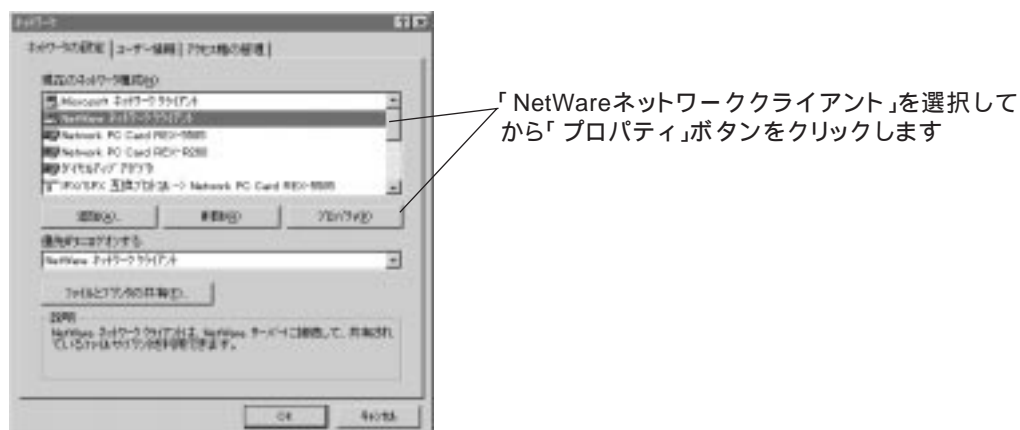 ネットワーク
ネットワークの設定 ユーザー情報 アクセス権の管理
現在のネットワーク構成(N):
Microsoft ネットワーク クライアント
NetWare ネットワーク クライアント
Network PC Card REX-5585
Network PC Card REX-R280
ダイヤルアップ アダプタ
IPX/SPX 互換プロトコル -> Network PC Card REX-5585
追加(A)... 削除(R) プロパティ(P)
優先的にログオンする
NetWare ネットワーク クライアント
ファイルとプリンタの共有(F)...
説明
NetWare ネットワーク クライアントは、NetWare サーバーに接続して、共有され
ているファイルやプリンタを利用できます。
OK キャンセル
「NetWareネットワーククライアント」を選択して
から「プロパティ」ボタンをクリックします